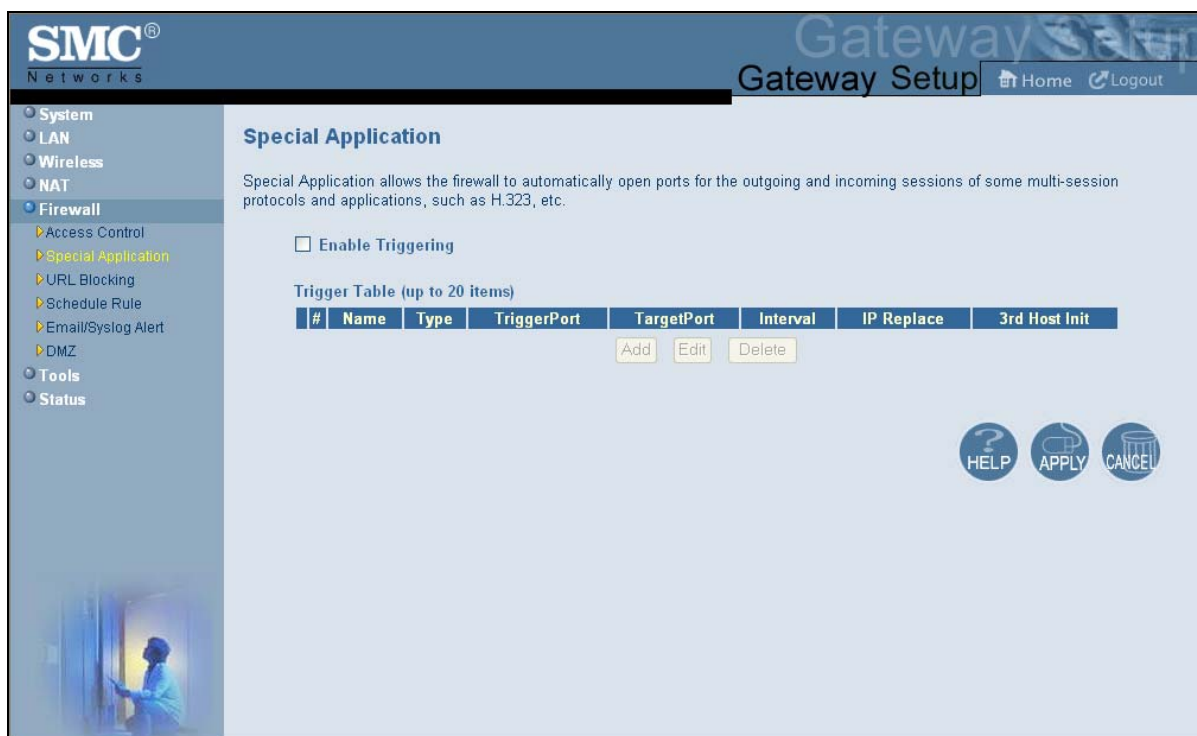 SMC®
Networks
Gateway Setup
Gateway Setup
Home
Logout
System
LAN
Wireless
NAT
Firewall
Access Control
Special Application
URL Blocking
Schedule Rule
Email/Syslog Alert
DMZ
Tools
Status
Special Application
Special Application allows the firewall to automatically open ports for the outgoing and incoming sessions of some multi-session
protocols and applications, such as H.323, etc.
Enable Triggering
Trigger Table (up to 20 items)
# Name Type TriggerPort TargetPort Interval IP Replace 3rd Host Init
Add Edit Delete
HELP APPLY CANCEL